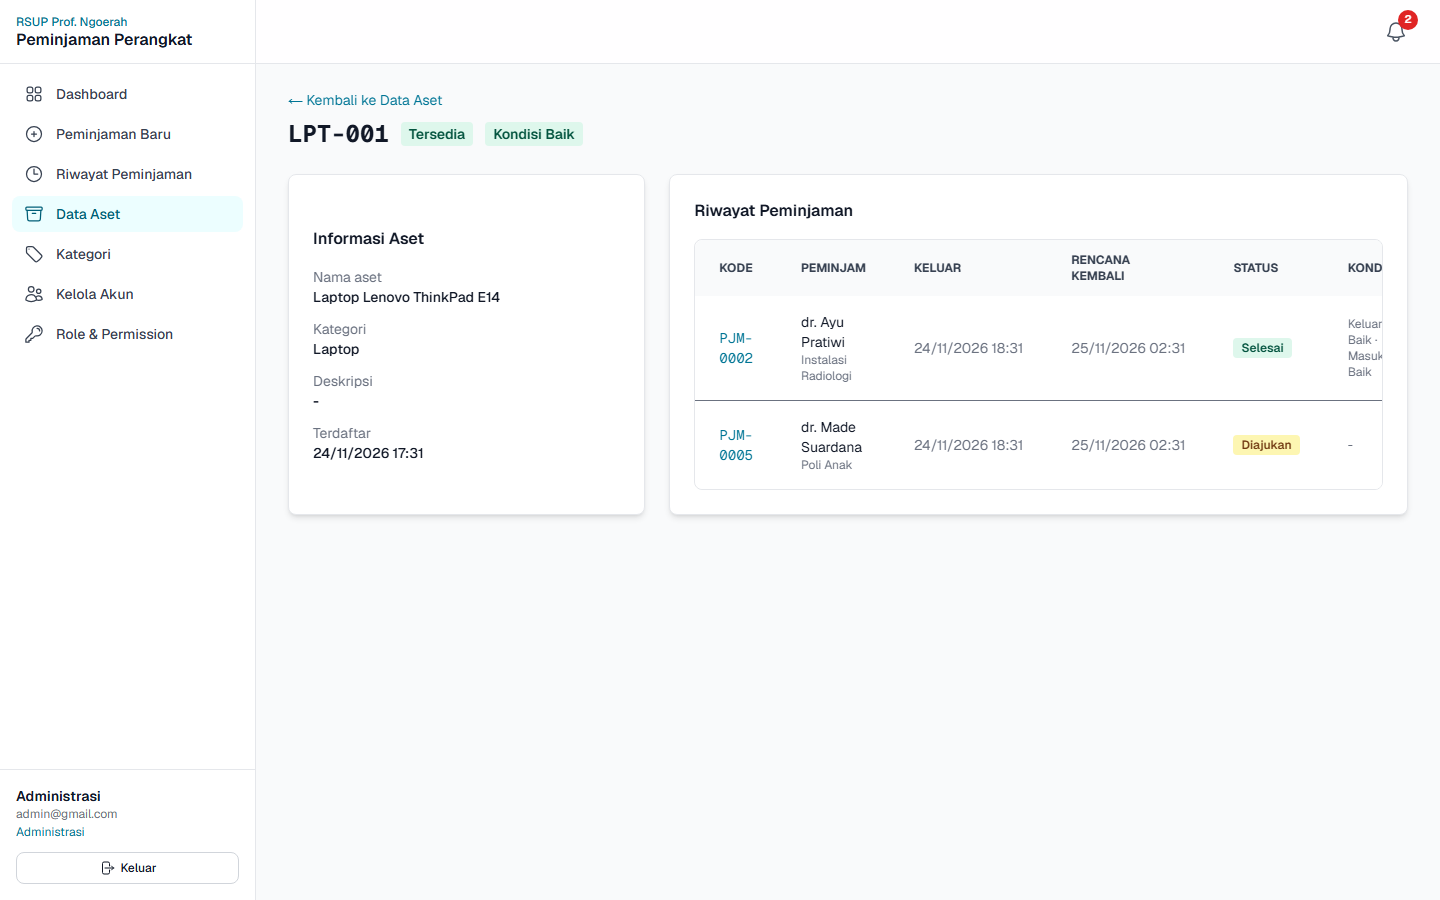 RSUP Prof. Ngoerah
Peminjaman Perangkat
2
Dashboard
Peminjaman Baru
Riwayat Peminjaman
Data Aset
Kategori
Kelola Akun
Role & Permission
Administrasi
admin@gmail.com
Administrasi
Keluar
← Kembali ke Data Aset
LPT-001 Tersedia Kondisi Baik
Informasi Aset
Nama aset
Laptop Lenovo ThinkPad E14
Kategori
Laptop
Deskripsi
-
Terdaftar
24/11/2026 17:31
Riwayat Peminjaman
KODE PEMINJAM KELUAR RENCANA KEMBALI STATUS KOND
PJM-
0002
dr. Ayu
Pratiwi
Instalasi
Radiologi
24/11/2026 18:31
25/11/2026 02:31
Selesai
Keluar
Baik ·
Masuk
Baik
PJM-
0005
dr. Made
Suardana
Poli Anak
24/11/2026 18:31
25/11/2026 02:31
Diajukan
-